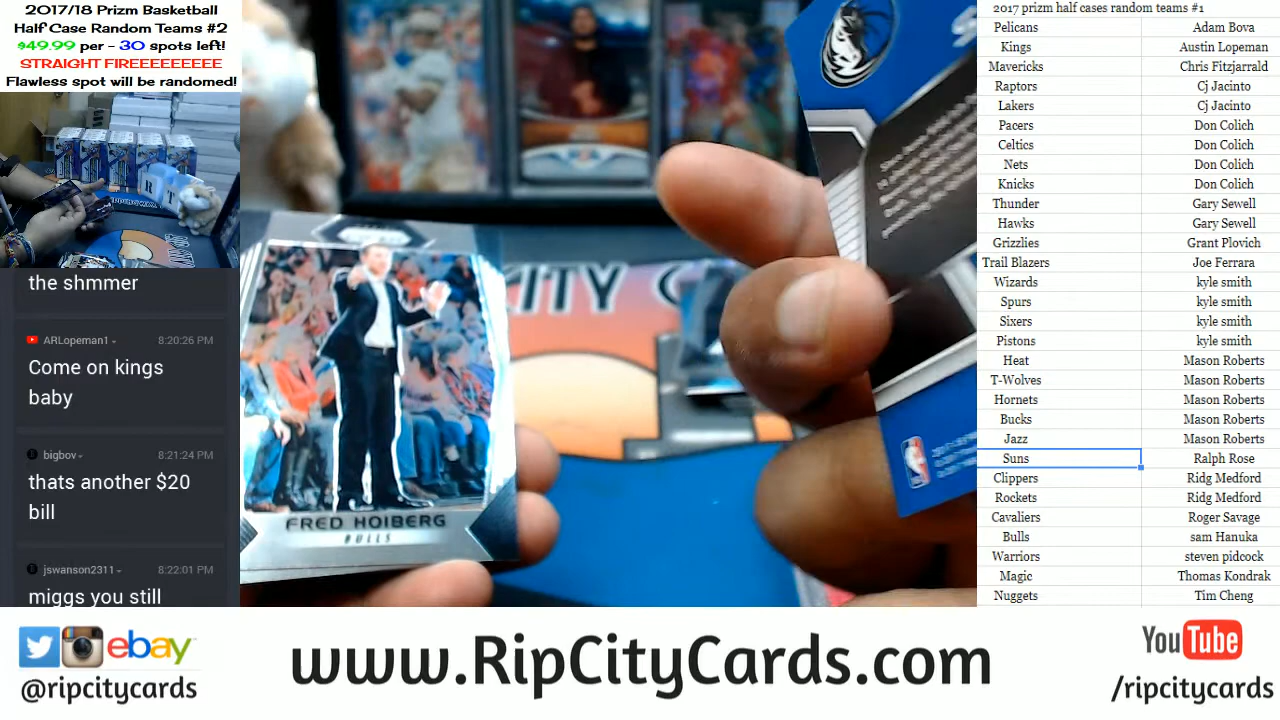 2017/18 Prizm Basketball
Half Case Random Teams #2
$49.99 per - 30 spots left!
STRAIGHT FIREEEEEEEEE
Flawless spot will be randomed!
the shmmer
ARLopeman1 8:20:26 PM
Come on kings
baby
bigbov 8:21:24 PM
thats another $20
bill
jswanson2311 8:22:01 PM
miggs you still
FRED HOIBERG
BULLS
ITY C
R T
2017 prizm half cases random teams #1
Pelicans Adam Bova
Kings Austin Lopeman
Mavericks Chris Fitzjarrald
Raptors Cj Jacinto
Lakers Cj Jacinto
Pacers Don Colich
Celtics Don Colich
Nets Don Colich
Knicks Don Colich
Thunder Gary Sewell
Hawks Gary Sewell
Grizzlies Grant Plovich
Trail Blazers Joe Ferrara
Wizards kyle smith
Spurs kyle smith
Sixers kyle smith
Pistons kyle smith
Heat Mason Roberts
T-Wolves Mason Roberts
Hornets Mason Roberts
Bucks Mason Roberts
Jazz Mason Roberts
Suns Ralph Rose
Clippers Ridg Medford
Rockets Ridg Medford
Cavaliers Roger Savage
Bulls sam Hanuka
Warriors steven pidcock
Magic Thomas Kondrak
Nuggets Tim Cheng
ebay
@ripcitycards
www.RipCityCards.com
YouTube
/ripcitycards